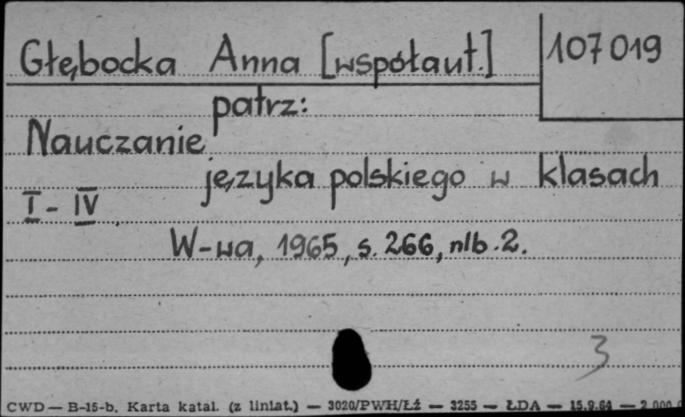 Głębocka Anna [współaut.] 107019
patrz:
Nauczanie
języka polskiego w klasach
I - IV
W-wa, 1965, s. 266, nlb. 2.
3
CWD — B-15-b. Karta katal. (z liniat.) — 3020/PWH/Łź — 3255 — ŁDA — 15.9.64 — 2.000.0